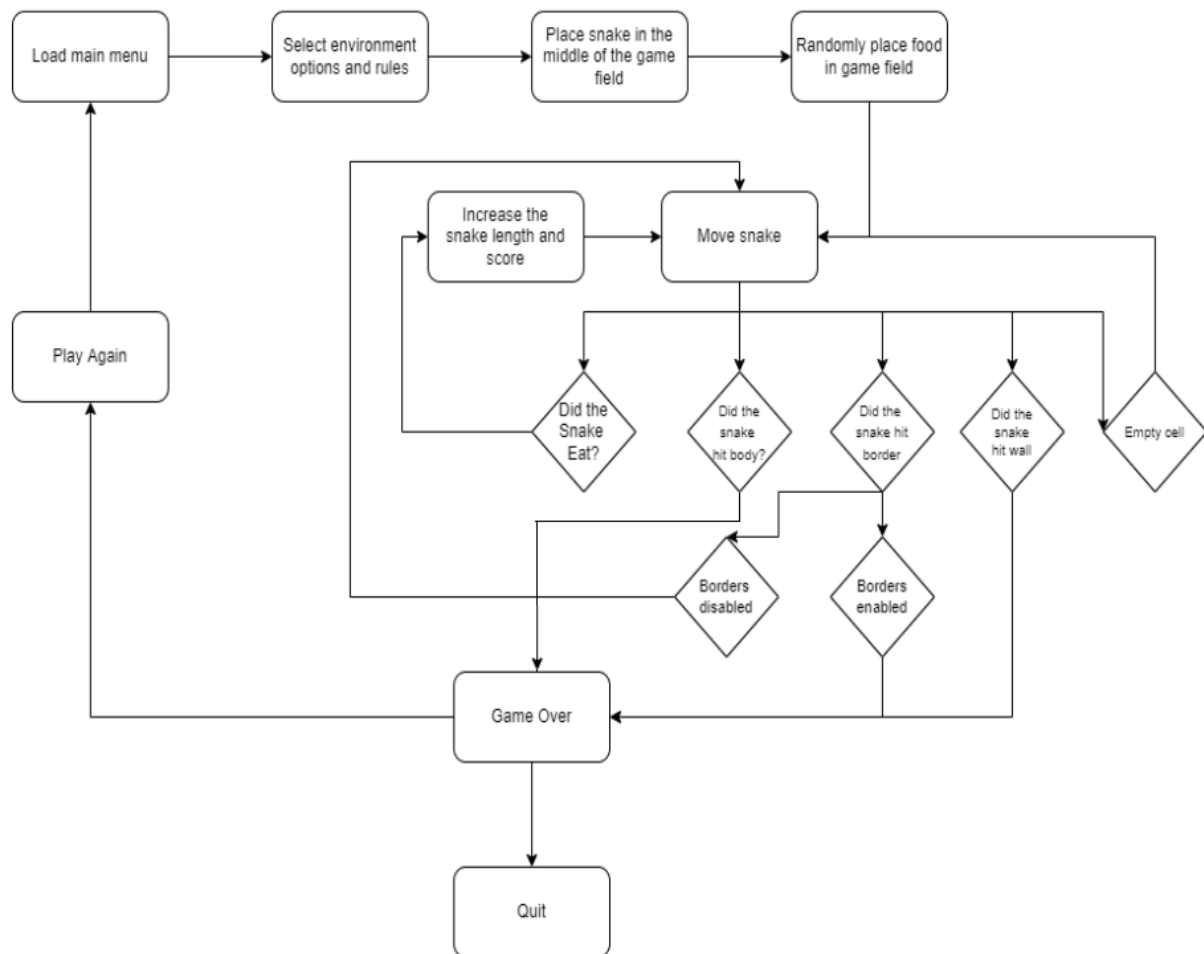 Load main menu
Select environment
options and rules
Place snake in the
middle of the game
field
Randomly place food
in game field
Increase the
snake length and
score
Move snake
Play Again
Did the
Snake
Eat?
Did the
snake
hit body?
Did the
snake hit
border
Did the
snake
hit wall
Empty cell
Borders
disabled
Borders
enabled
Game Over
Quit